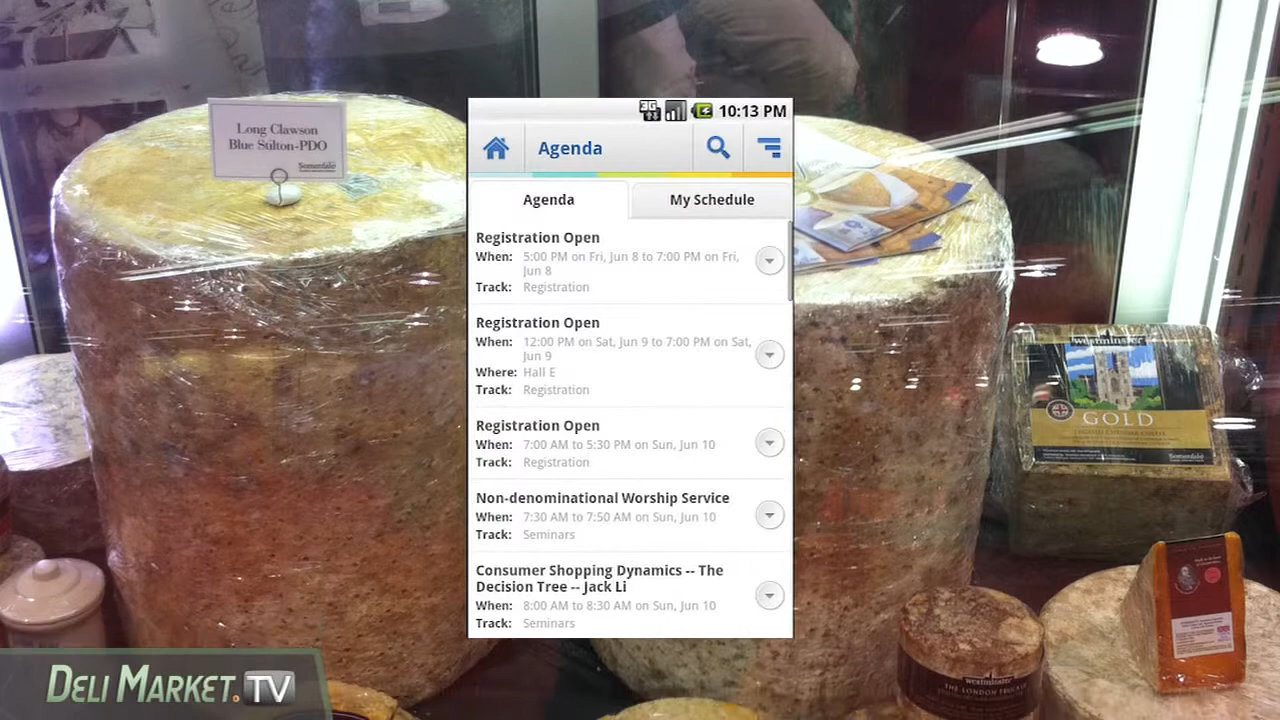 Long Clawson
Blue Sulton-PDO
Somerdale
3G
10:13 PM
Agenda
Agenda
My Schedule
Registration Open
When: 5:00 PM on Fri, Jun 8 to 7:00 PM on Fri,
Jun 8
Track: Registration
Registration Open
When: 12:00 PM on Sat, Jun 9 to 7:00 PM on Sat,
Jun 9
Where: Hall E
Track: Registration
Registration Open
When: 7:00 AM to 5:30 PM on Sun, Jun 10
Track: Registration
Non-denominational Worship Service
When: 7:30 AM to 7:50 AM on Sun, Jun 10
Track: Seminars
Consumer Shopping Dynamics -- The
Decision Tree -- Jack Li
When: 8:00 AM to 8:30 AM on Sun, Jun 10
Track: Seminars
westminster
GOLD
Somerdale
westminster
THE LONDON
DELI MARKET.TV